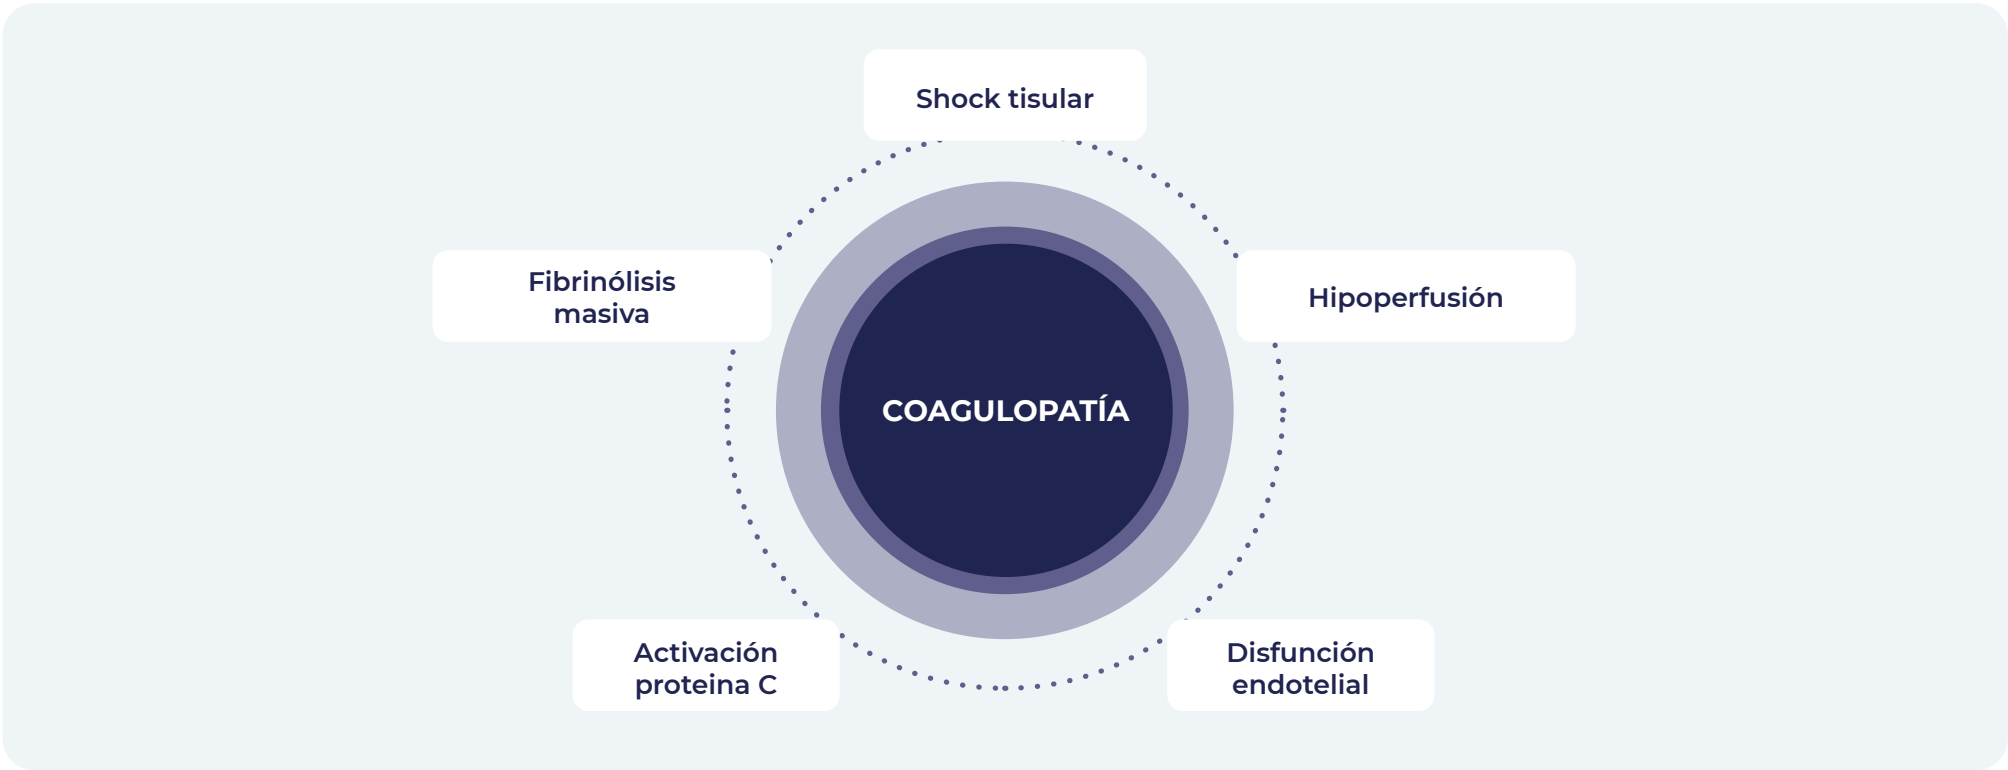 Shock tisular
Fibrinólisis
masiva
Hipoperfusión
COAGULOPATÍA
Activación
proteina C
Disfunción
endotelial